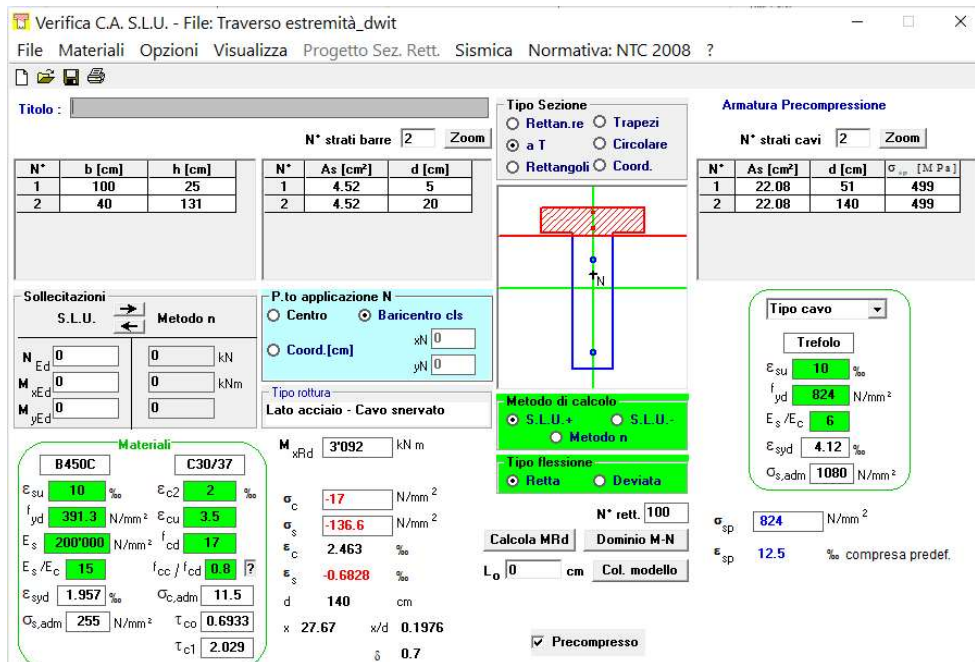 Verifica C.A. S.L.U. - File: Traverso estremità_dwit
File Materiali Opzioni Visualizza Progetto Sez. Rett. Sismica Normativa: NTC 2008 ?
Titolo :
N° strati barre 2 Zoom
N° b [cm] h [cm]
1 100 25
2 40 131
N° As [cm²] d [cm]
1 4.52 5
2 4.52 20
Tipo Sezione
Rettan.re Trapezi
a T Circolare
Rettangoli Coord.
Armatura Precompressione
N° strati cavi 2 Zoom
N° As [cm²] d [cm] σsp [MPa]
1 22.08 51 499
2 22.08 140 499
N
Sollecitazioni
S.L.U. Metodo n
N Ed 0 0 kN
M xEd 0 0 kNm
M yEd 0 0
P.to applicazione N
Centro Baricentro cls
Coord.[cm] xN 0
yN 0
Tipo rottura
Lato acciaio - Cavo snervato
Metodo di calcolo
S.L.U.+ S.L.U.-
Metodo n
Tipo flessione
Retta Deviata
N° rett. 100
Calcola MRd Dominio M-N
L₀ 0 cm Col. modello
Precompresso
Tipo cavo
Trefolo
εsu 10 ‰
fyd 824 N/mm²
Es/Ec 6
εsyd 4.12 ‰
σs,adm 1080 N/mm²
σsp 824 N/mm²
εsp 12.5 ‰ compresa predef.
Materiali
B450C C30/37
εsu 10 ‰ εc2 2 ‰
fyd 391.3 N/mm² εcu 3.5
Es 200'000 N/mm² fcd 17
Es/Ec 15 fcc / fcd 0.8 ?
εsyd 1.957 ‰ σc,adm 11.5
σs,adm 255 N/mm² τco 0.6933
τc1 2.029
M xRd 3'092 kN m
σc -17 N/mm²
σs -136.6 N/mm²
εc 2.463 ‰
εs -0.6828 ‰
d 140 cm
x 27.67 x/d 0.1976
δ 0.7